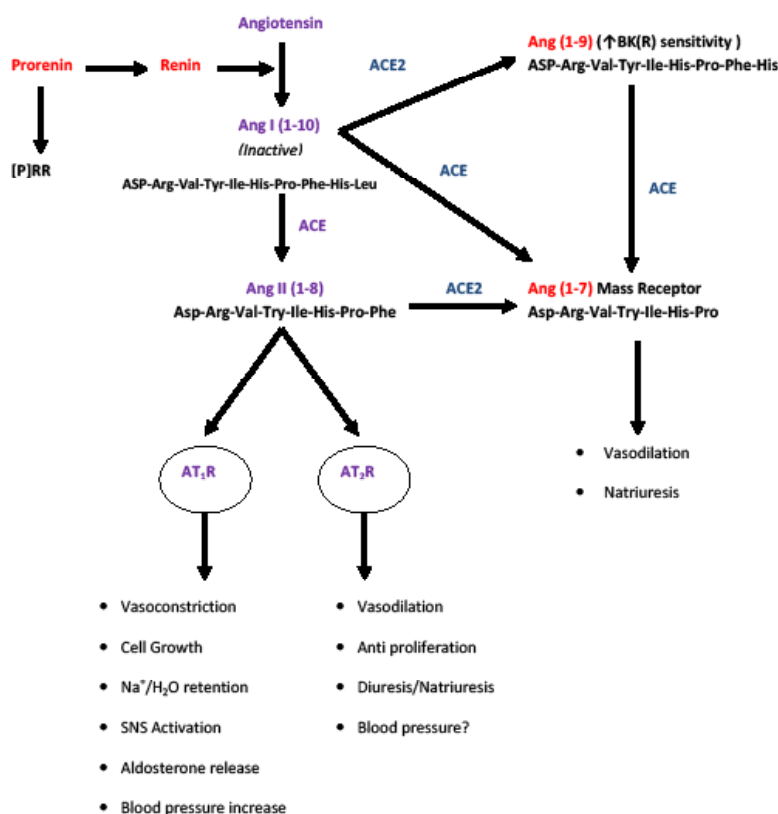 Angiotensin
Ang (1-9) (↑BK(R) sensitivity )
ASP-Arg-Val-Tyr-Ile-His-Pro-Phe-His
Prorenin
Renin
ACE2
Ang I (1-10)
(Inactive)
[P]RR
ASP-Arg-Val-Tyr-Ile-His-Pro-Phe-His-Leu
ACE
ACE
ACE
Ang II (1-8)
Asp-Arg-Val-Try-Ile-His-Pro-Phe
ACE2
Ang (1-7) Mass Receptor
Asp-Arg-Val-Try-Ile-His-Pro
AT₁R
AT₂R
• Vasodilation
• Natriuresis
• Vasoconstriction
• Cell Growth
• Na⁺/H₂O retention
• SNS Activation
• Aldosterone release
• Blood pressure increase
• Vasodilation
• Anti proliferation
• Diuresis/Natriuresis
• Blood pressure?